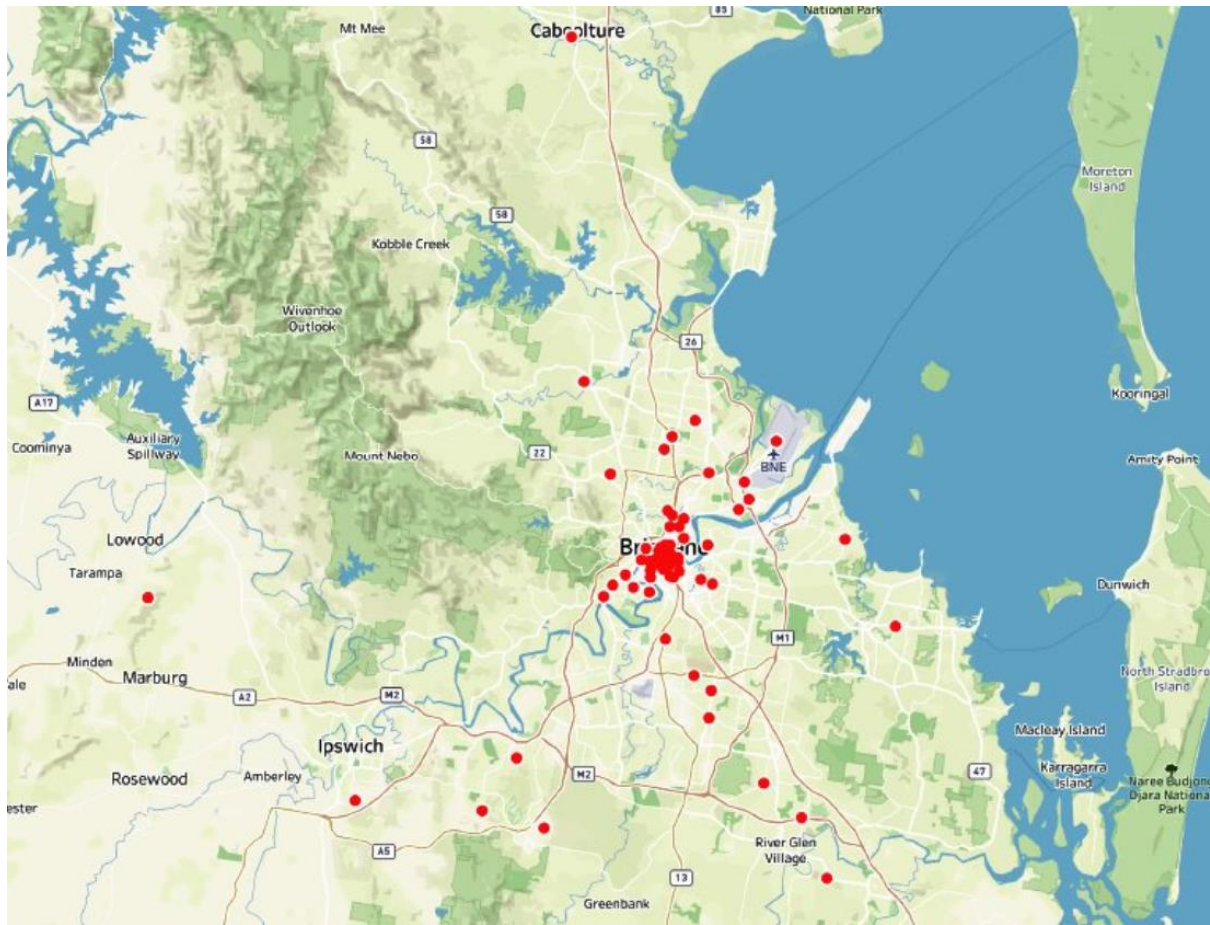 85
National Park
Mt Mee
Caboolture
58
Moreton
Island
58
Kobble Creek
Wivenhoe
Outlook
26
A17
Kooringal
Auxiliary
Spillway
Coominya
22
Mount Nebo
BNE
Amity Point
Lowood
Brisbane
Tarampa
Dunwich
M1
Minden
Marburg
A2
M2
North Stradbro
Island
Ipswich
Macleay Island
Rosewood
Amberley
M2
47
Karragarra
Island
Naree Budjong
Djara National
Park
ester
River Glen
Village
A5
13
Greenbank
ale